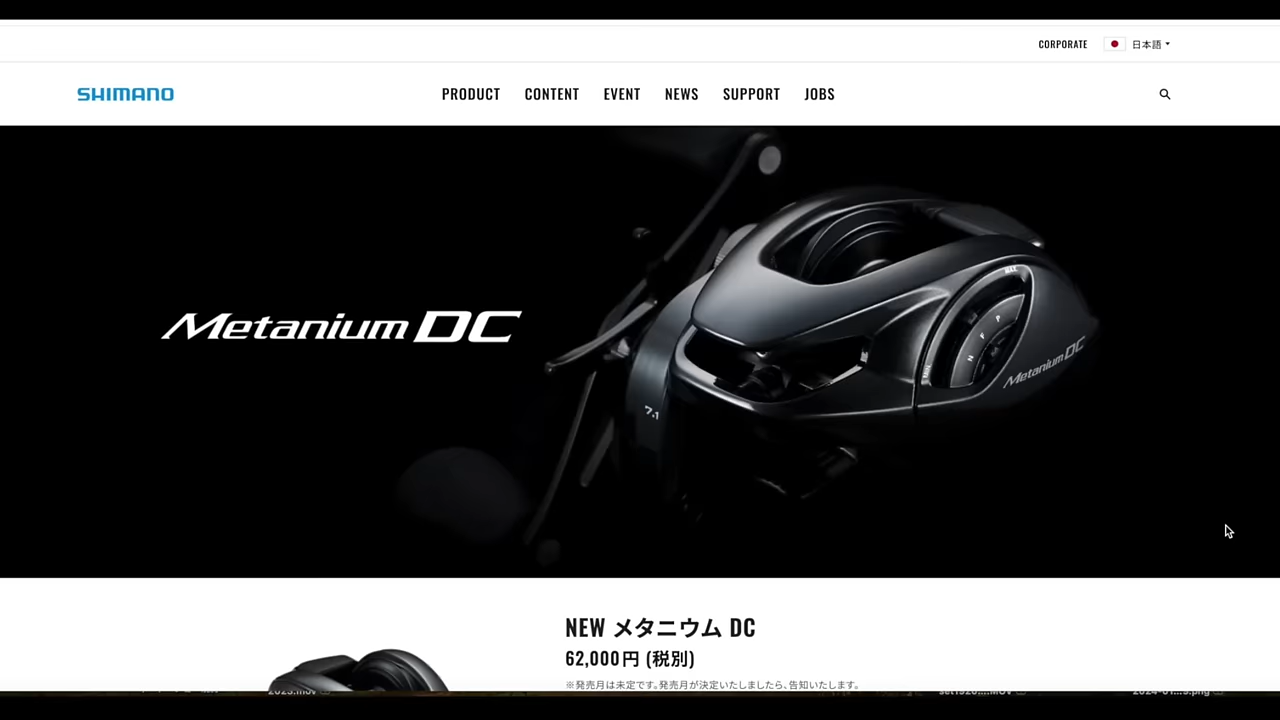 CORPORATE 日本語
SHIMANO PRODUCT CONTENT EVENT NEWS SUPPORT JOBS
Metanium DC
MAX
P
F
N
7.1
Metanium DC
NEW メタニウム DC
62,000円 (税別)
※発売月は未定です。発売月が決定いたしましたら、告知いたします。